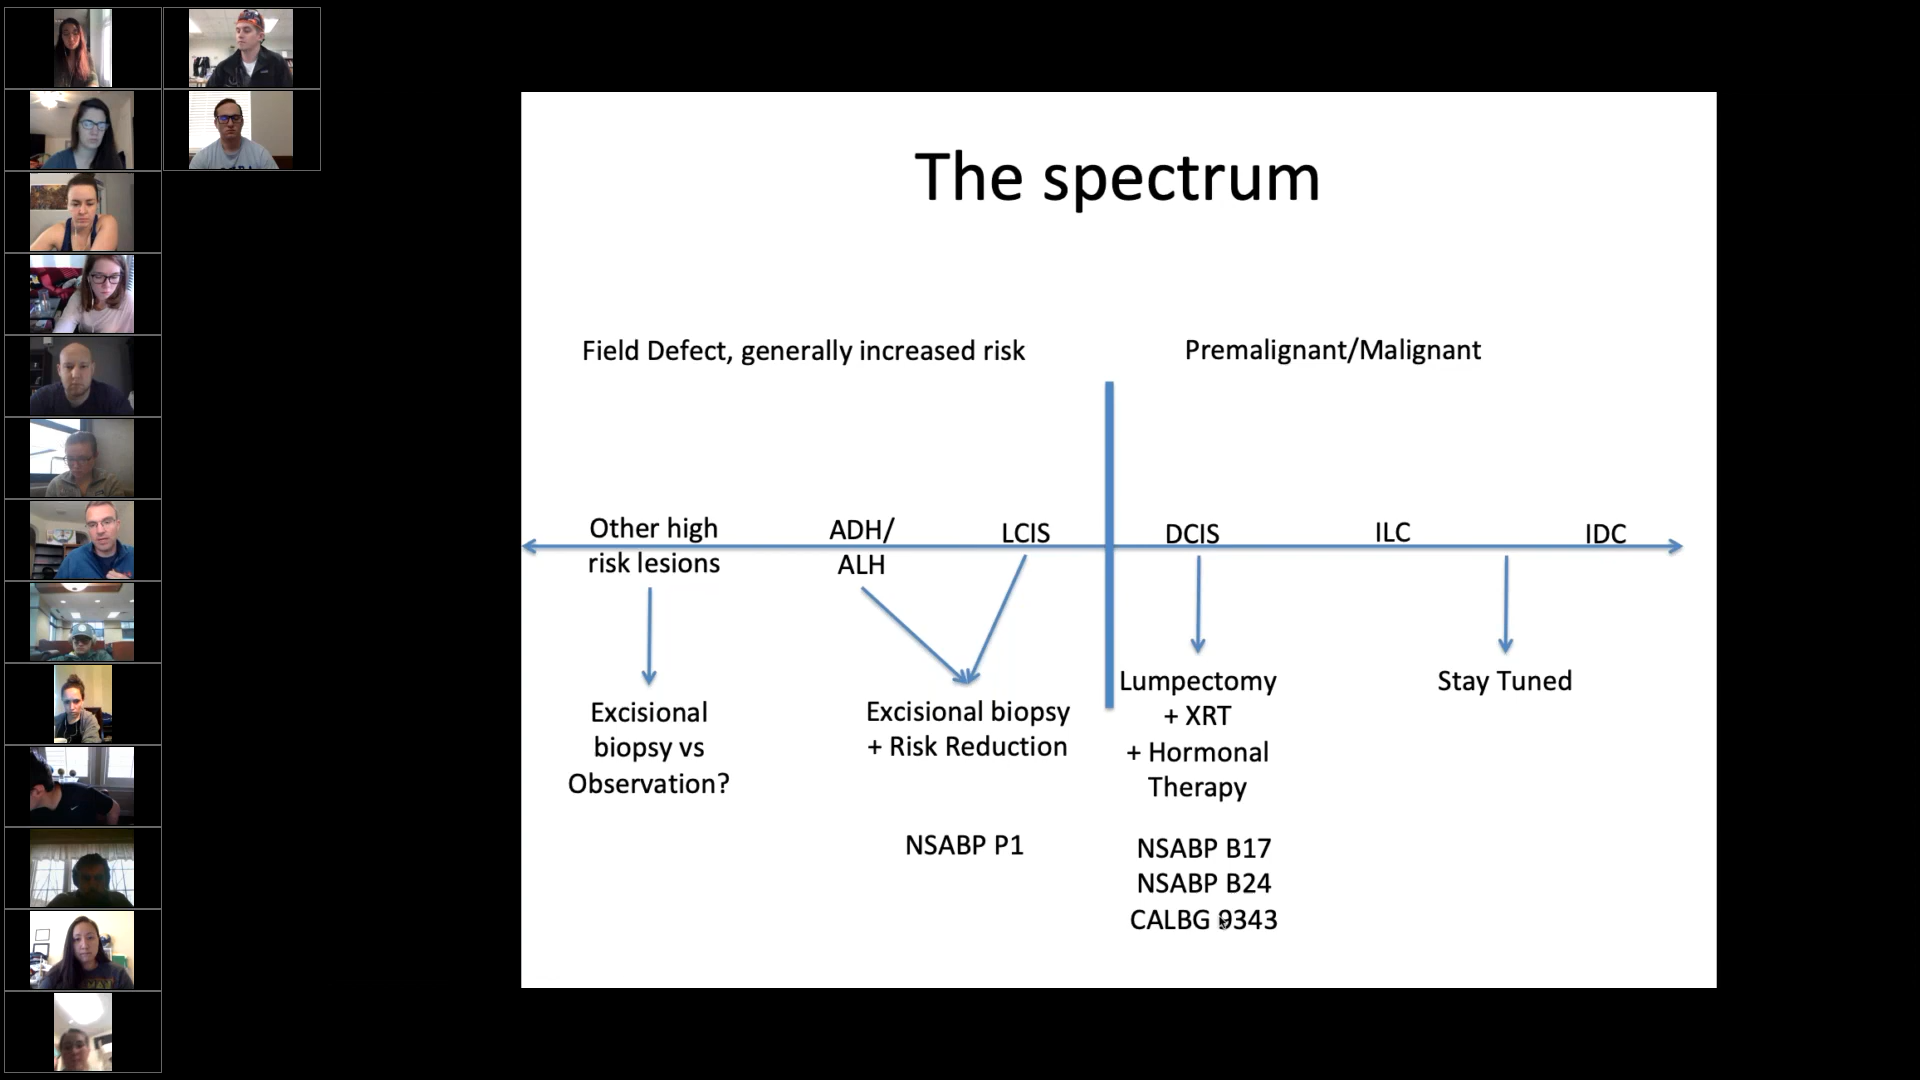 The spectrum
Field Defect, generally increased risk
Premalignant/Malignant
Other high
risk lesions
ADH/
ALH
LCIS
DCIS
ILC
IDC
Excisional
biopsy vs
Observation?
Excisional biopsy
+ Risk Reduction
Lumpectomy
+ XRT
+ Hormonal
Therapy
Stay Tuned
NSABP P1
NSABP B17
NSABP B24
CALBG 9343